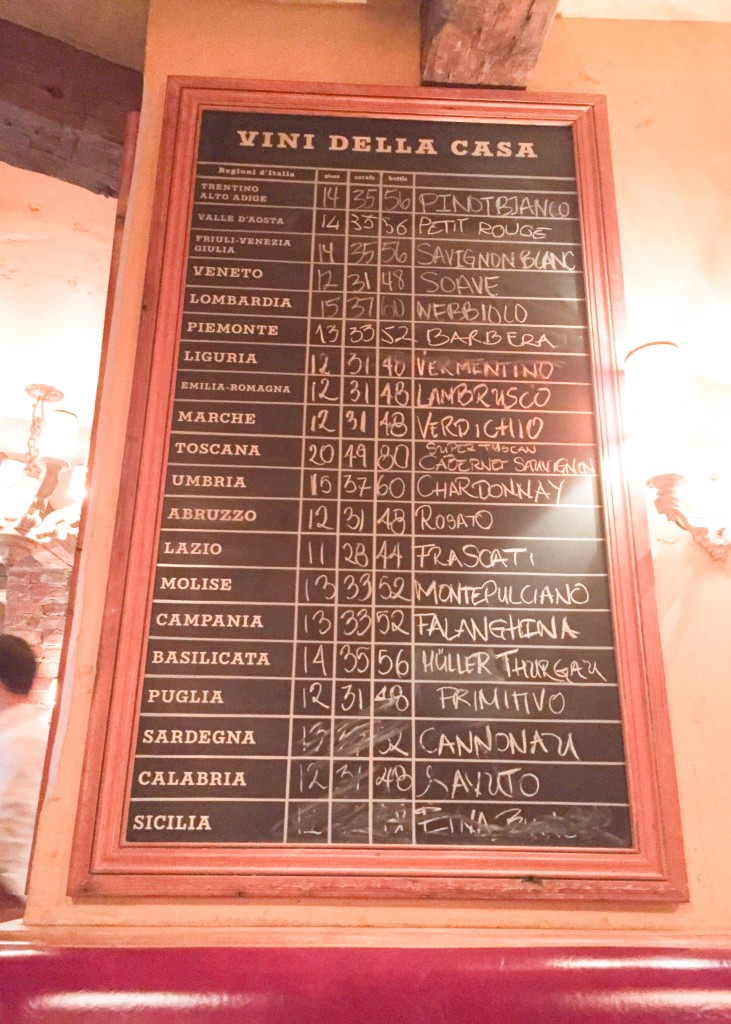 VINI DELLA CASA
Regioni d'Italia glass carafe bottle
TRENTINO
ALTO ADIGE 14 35 56 PINOT BIANCO
VALLE D'AOSTA 14 35 56 PETIT ROUGE
FRIULI-VENEZIA
GIULIA 14 35 56 SAVIGNON BLANC
VENETO 12 31 48 SOAVE
LOMBARDIA 15 37 60 NEBBIOLO
PIEMONTE 13 33 52 BARBERA
LIGURIA 12 31 48 VERMENTINO
EMILIA-ROMAGNA 12 31 48 LAMBRUSCO
MARCHE 12 31 48 VERDICHIO
TOSCANA 20 49 80 SUPER TUSCAN
CABERNET SAUVIGNON
UMBRIA 15 37 60 CHARDONNAY
ABRUZZO 12 31 48 ROSATO
LAZIO 11 28 44 FRASCATI
MOLISE 13 33 52 MONTEPULCIANO
CAMPANIA 13 33 52 FALANGHINA
BASILICATA 14 35 56 MÜLLER THURGAU
PUGLIA 12 31 48 PRIMITIVO
SARDEGNA CANNONAU
CALABRIA 12 31 48 SAVUTO
SICILIA